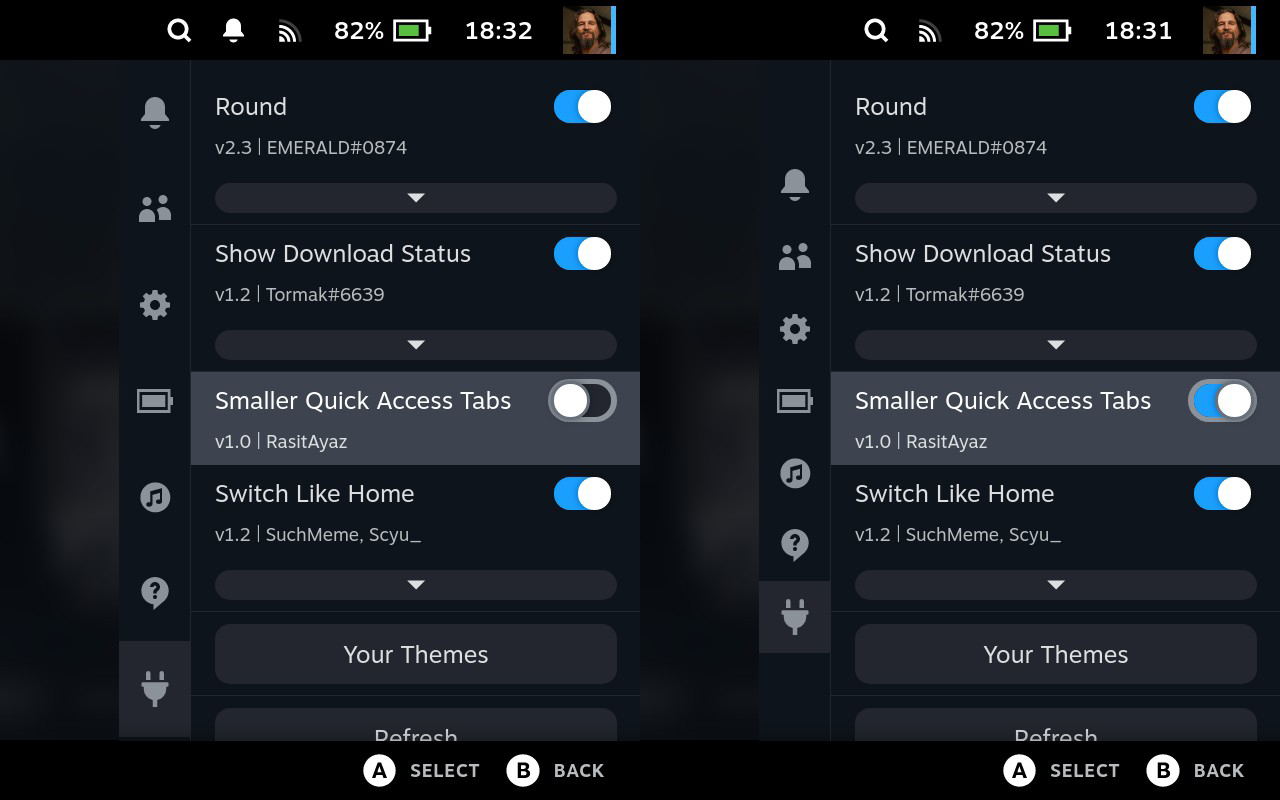 82% 18:32
Round
v2.3 | EMERALD#0874
Show Download Status
v1.2 | Tormak#6639
Smaller Quick Access Tabs
v1.0 | RasitAyaz
Switch Like Home
v1.2 | SuchMeme, Scyu_
Your Themes
Refresh
A SELECT B BACK
82% 18:31
Round
v2.3 | EMERALD#0874
Show Download Status
v1.2 | Tormak#6639
Smaller Quick Access Tabs
v1.0 | RasitAyaz
Switch Like Home
v1.2 | SuchMeme, Scyu_
Your Themes
Refresh
A SELECT B BACK